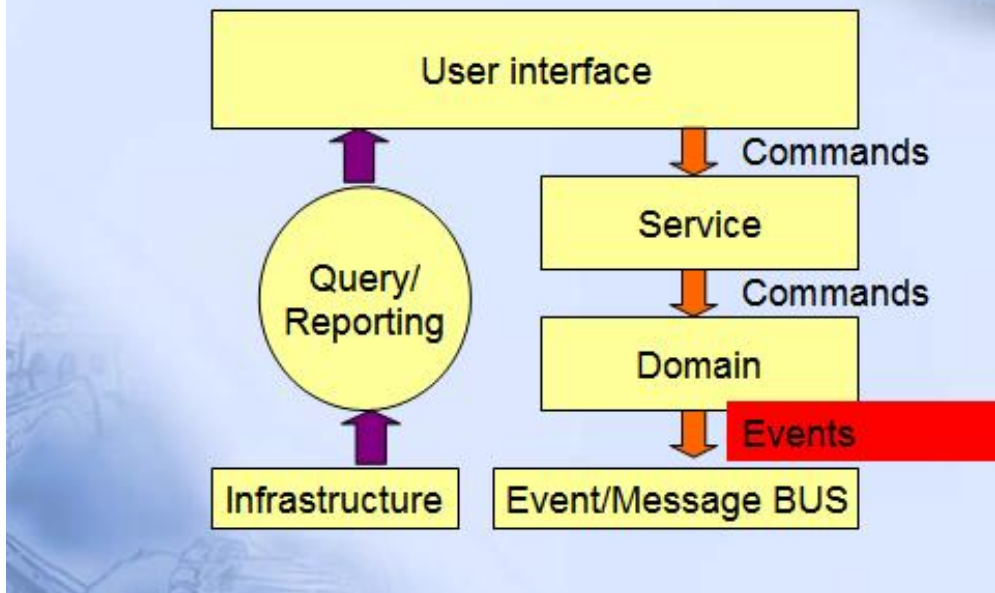 User interface
Commands
Service
Query/
Reporting
Commands
Domain
Events
Infrastructure
Event/Message BUS